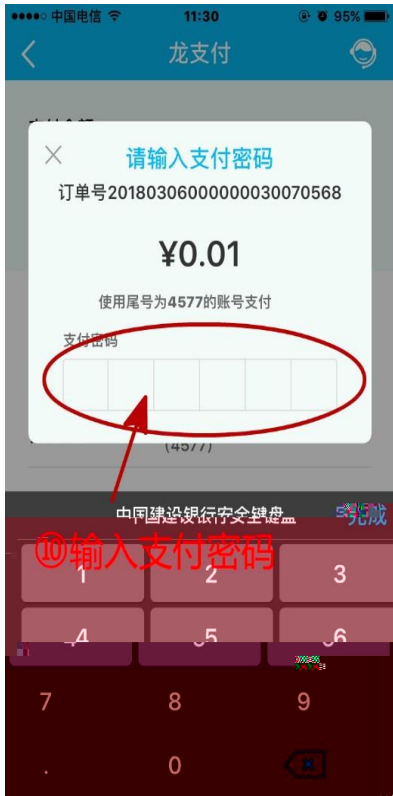 中国电信 11:30 95%
龙支付
请输入支付密码
订单号20180306000000030070568
¥0.01
使用尾号为4577的账号支付
支付密码
(4577)
中国建设银行安全键盘 完成
⑩输入支付密码
1 2 3
4 5 6
7 8 9
. 0